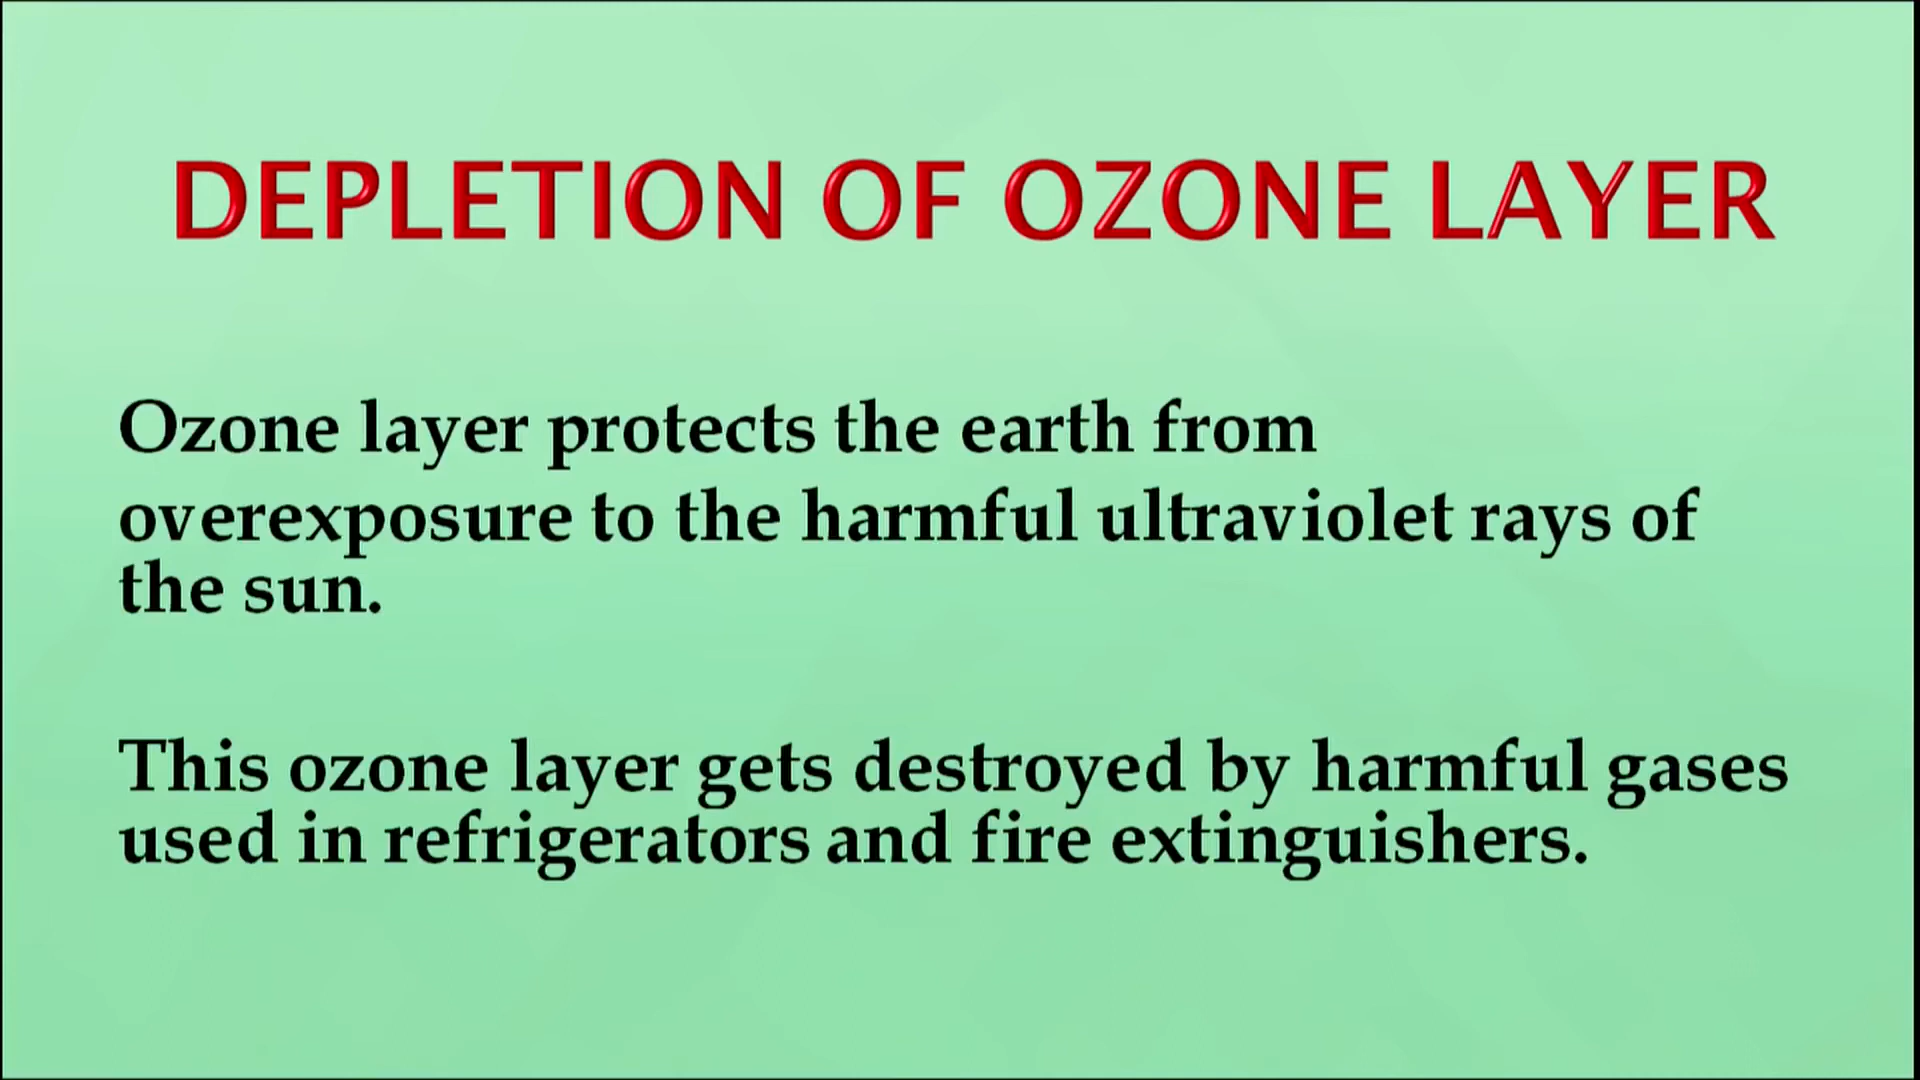 DEPLETION OF OZONE LAYER
Ozone layer protects the earth from
overexposure to the harmful ultraviolet rays of
the sun.
This ozone layer gets destroyed by harmful gases
used in refrigerators and fire extinguishers.